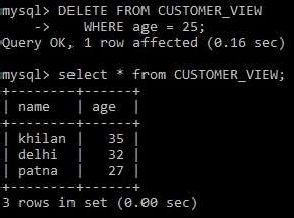 mysql> DELETE FROM CUSTOMER_VIEW
    -> WHERE age = 25;
Query OK, 1 row affected (0.16 sec)
mysql> select * from CUSTOMER_VIEW;
+--------+------+
| name | age |
+--------+------+
| khilan | 35 |
| delhi | 32 |
| patna | 27 |
+--------+------+
3 rows in set (0.00 sec)